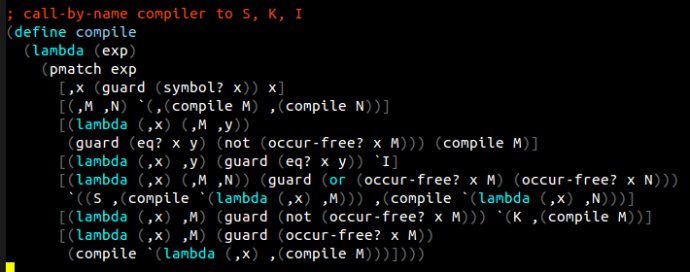 ; call-by-name compiler to S, K, I
(define compile
  (lambda (exp)
    (pmatch exp
      [,x (guard (symbol? x)) x]
      [(,M ,N) `(,(compile M) ,(compile N))]
      [(lambda (,x) (,M ,y))
       (guard (eq? x y) (not (occur-free? x M))) (compile M)]
      [(lambda (,x) ,y) (guard (eq? x y)) `I]
      [(lambda (,x) (,M ,N)) (guard (or (occur-free? x M) (occur-free? x N)))
       `((S ,(compile `(lambda (,x) ,M))) ,(compile `(lambda (,x) ,N)))]
      [(lambda (,x) ,M) (guard (not (occur-free? x M))) `(K ,(compile M))]
      [(lambda (,x) ,M) (guard (occur-free? x M))
       (compile `(lambda (,x) ,(compile M)))])))